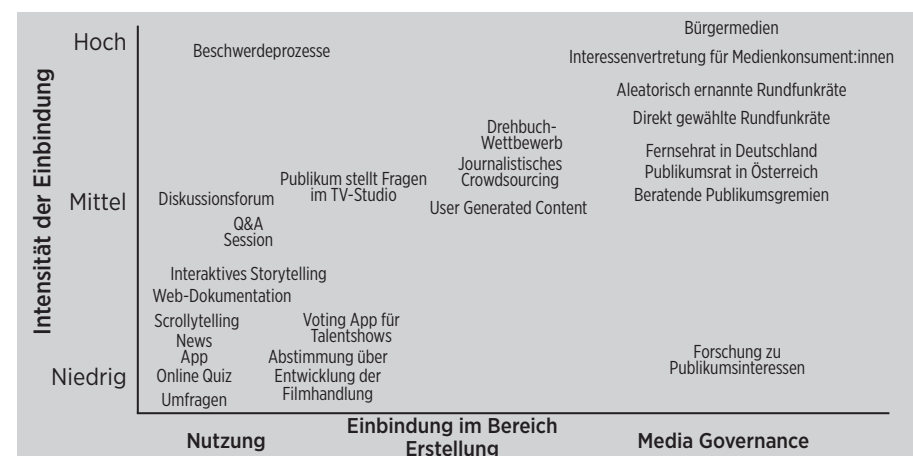 Intensität der Einbindung
Hoch
Mittel
Niedrig
Beschwerdeprozesse
Bürgermedien
Interessenvertretung für Medienkonsument:innen
Aleatorisch ernannte Rundfunkräte
Direkt gewählte Rundfunkräte
Fernsehrat in Deutschland
Publikumsrat in Österreich
Beratende Publikumsgremien
Drehbuch-
Wettbewerb
Journalistisches
Crowdsourcing
User Generated Content
Publikum stellt Fragen
im TV-Studio
Diskussionsforum
Q&A
Session
Interaktives Storytelling
Web-Dokumentation
Scrollytelling
News
App
Online Quiz
Umfragen
Voting App für
Talentshows
Abstimmung über
Entwicklung der
Filmhandlung
Forschung zu
Publikumsinteressen
Nutzung
Einbindung im Bereich
Erstellung
Media Governance